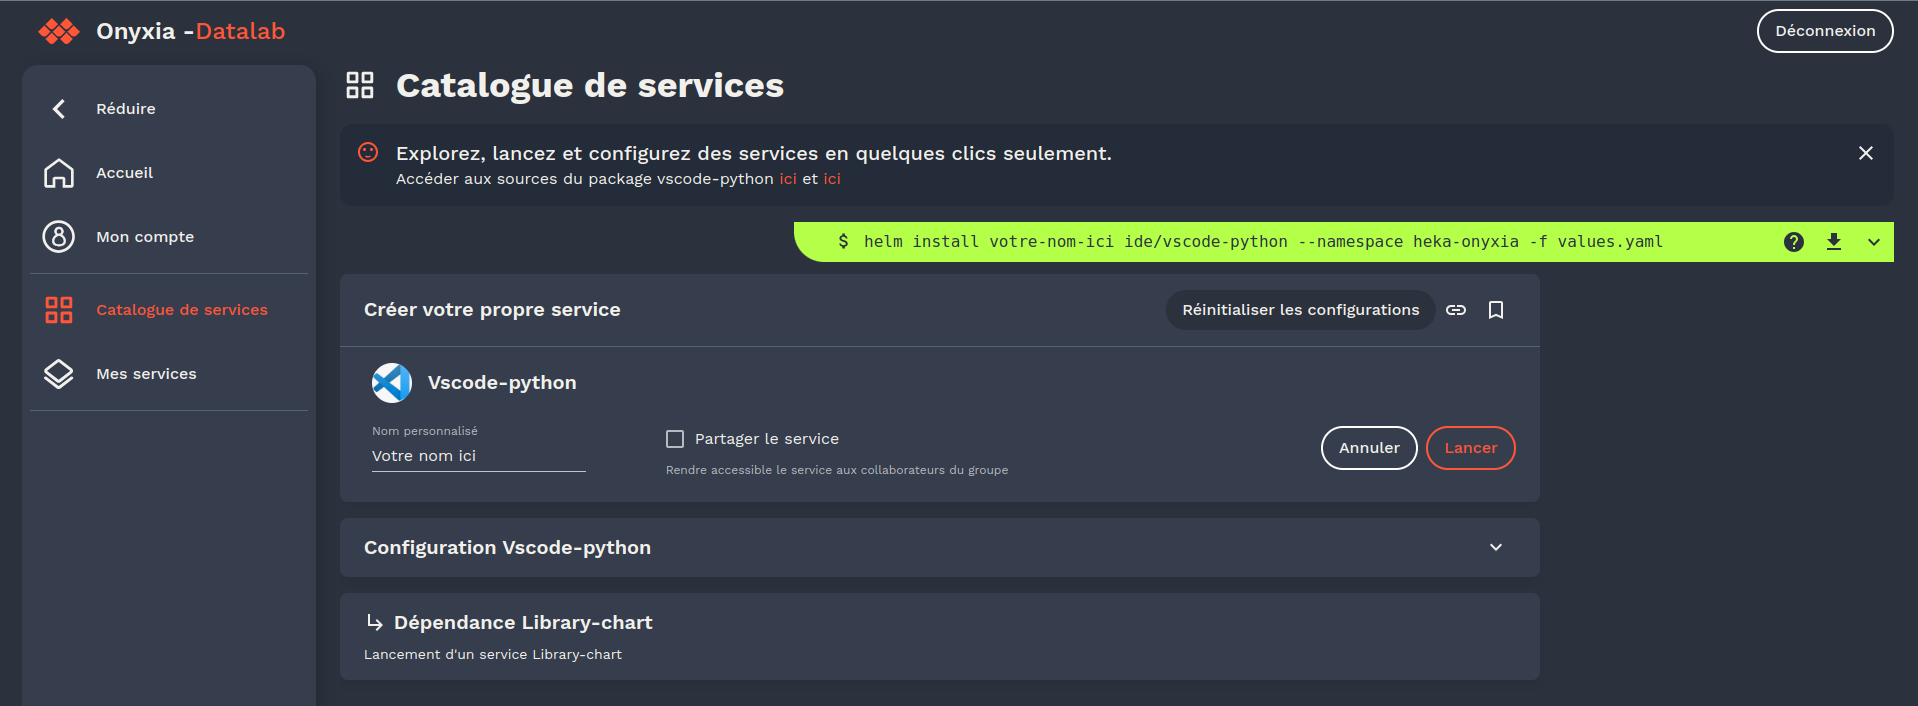 Onyxia -Datalab
Déconnexion
Réduire
Accueil
Mon compte
Catalogue de services
Mes services
Catalogue de services
Explorez, lancez et configurez des services en quelques clics seulement.
Accéder aux sources du package vscode-python ici et ici
$ helm install votre-nom-ici ide/vscode-python --namespace heka-onyxia -f values.yaml
Créer votre propre service
Réinitialiser les configurations
Vscode-python
Nom personnalisé
Votre nom ici
Partager le service
Rendre accessible le service aux collaborateurs du groupe
Annuler
Lancer
Configuration Vscode-python
Dépendance Library-chart
Lancement d'un service Library-chart